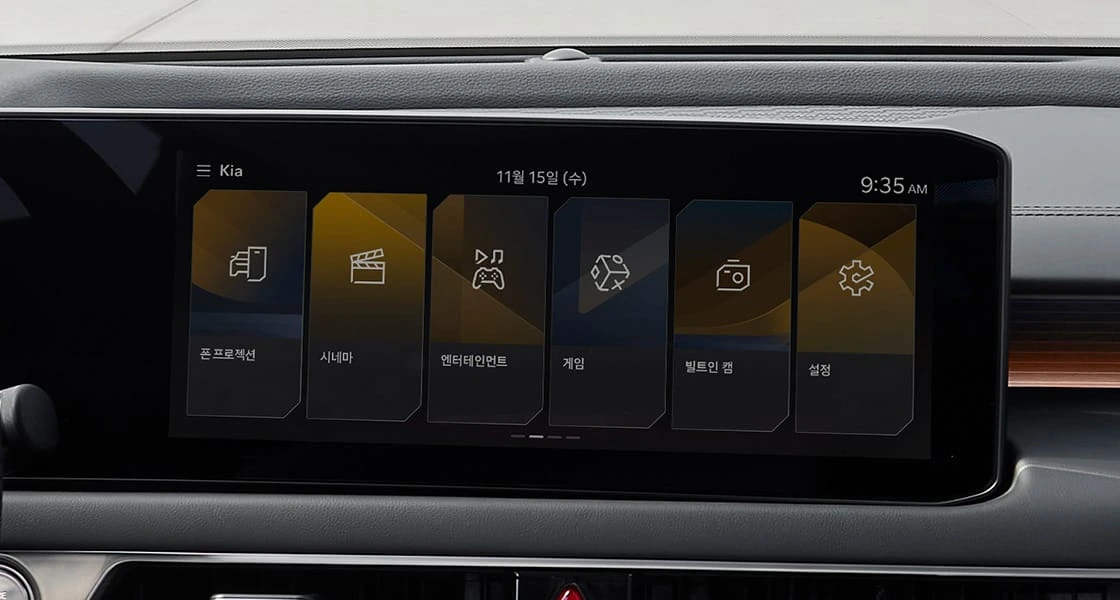 Kia
11월 15일 (수)
9:35 AM
폰 프로젝션
시네마
엔터테인먼트
게임
빌트인 캠
설정